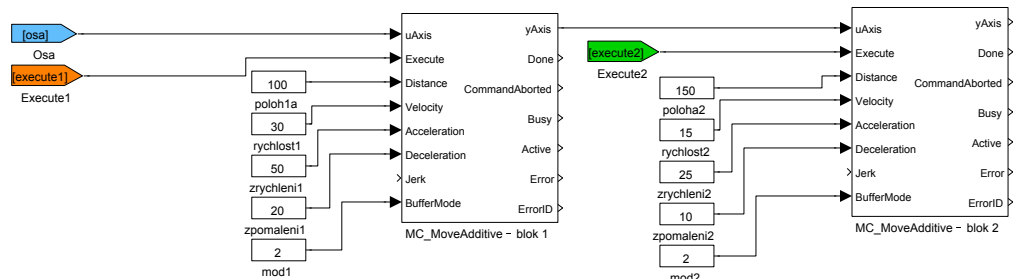 [osa]
Osa
[execute1]
Execute1
100
poloh1a
30
rychlost1
50
zrychleni1
20
zpomaleni1
2
mod1
uAxis
Execute
Distance
Velocity
Acceleration
Deceleration
Jerk
BufferMode
yAxis
Done
CommandAborted
Busy
Active
Error
ErrorID
MC_MoveAdditive - blok 1
[execute2]
Execute2
150
poloha2
15
rychlost2
25
zrychleni2
10
zpomaleni2
2
mod2
uAxis
Execute
Distance
Velocity
Acceleration
Deceleration
Jerk
BufferMode
yAxis
Done
CommandAborted
Busy
Active
Error
ErrorID
MC_MoveAdditive - blok 2